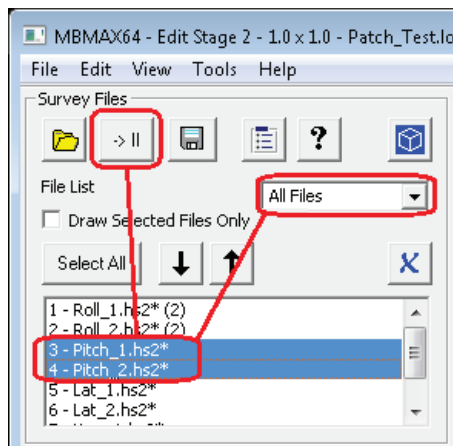 MBMAX64 - Edit Stage 2 - 1.0 x 1.0 - Patch_Test.lo
File Edit View Tools Help
Survey Files
-> II
?
File List
All Files
Draw Selected Files Only
Select All
X
1 - Roll_1.hs2* (2)
2 - Roll_2.hs2* (2)
3 - Pitch_1.hs2*
4 - Pitch_2.hs2*
5 - Lat_1.hs2*
6 - Lat_2.hs2*